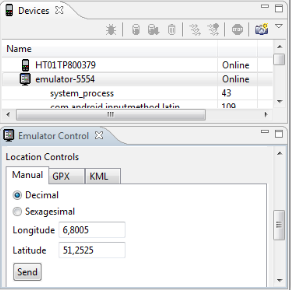 Devices
Name
HT01TP800379 Online
emulator-5554 Online
system_process 43
com.android.inputmethod.latin 109
Emulator Control
Location Controls
Manual GPX KML
Decimal
Sexagesimal
Longitude 6,8005
Latitude 51,2525
Send